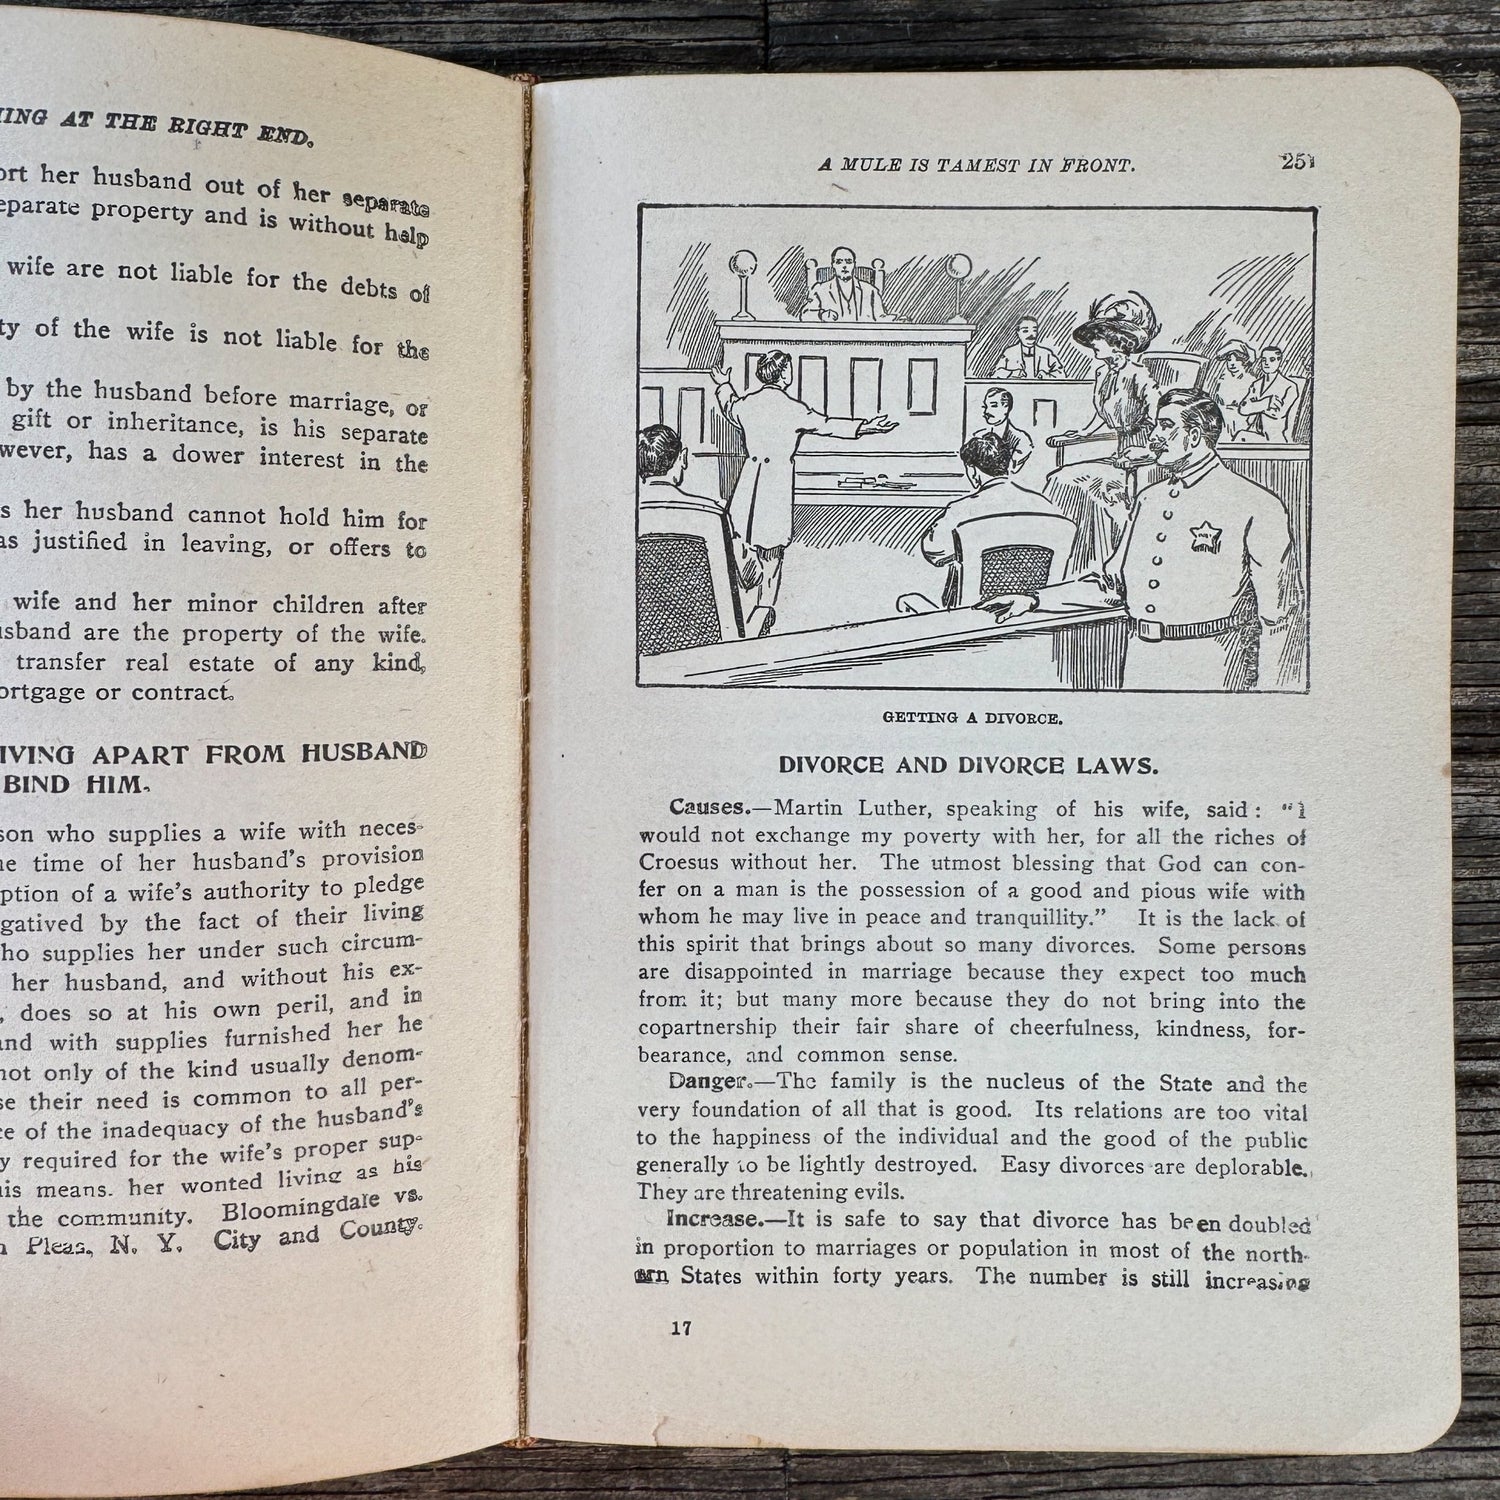 HING AT THE RIGHT END.
ort her husband out of her separate
eparate property and is without help
wife are not liable for the debts of
ty of the wife is not liable for the
by the husband before marriage, or
gift or inheritance, is his separate
wever, has a dower interest in the
s her husband cannot hold him for
as justified in leaving, or offers to
wife and her minor children after
usband are the property of the wife.
transfer real estate of any kind,
ortgage or contract.
IVING APART FROM HUSBAND
BIND HIM.
son who supplies a wife with neces-
ne time of her husband's provision
ption of a wife's authority to pledge
gatived by the fact of their living
ho supplies her under such circum-
her husband, and without his ex-
, does so at his own peril, and in
and with supplies furnished her he
not only of the kind usually denom-
se their need is common to all per-
ce of the inadequacy of the husband's
y required for the wife's proper sup-
his means. her wonted living as his
the community. Bloomingdale vs.
n Pleas, N. Y. City and County.
A MULE IS TAMEST IN FRONT. 251
GETTING A DIVORCE.
DIVORCE AND DIVORCE LAWS.
Causes.—Martin Luther, speaking of his wife, said: "I
would not exchange my poverty with her, for all the riches of
Croesus without her. The utmost blessing that God can con-
fer on a man is the possession of a good and pious wife with
whom he may live in peace and tranquillity." It is the lack of
this spirit that brings about so many divorces. Some persons
are disappointed in marriage because they expect too much
from it; but many more because they do not bring into the
copartnership their fair share of cheerfulness, kindness, for-
bearance, and common sense.
Danger.—The family is the nucleus of the State and the
very foundation of all that is good. Its relations are too vital
to the happiness of the individual and the good of the public
generally to be lightly destroyed. Easy divorces are deplorable.
They are threatening evils.
Increase.—It is safe to say that divorce has been doubled
in proportion to marriages or population in most of the north-
ern States within forty years. The number is still increasing
17